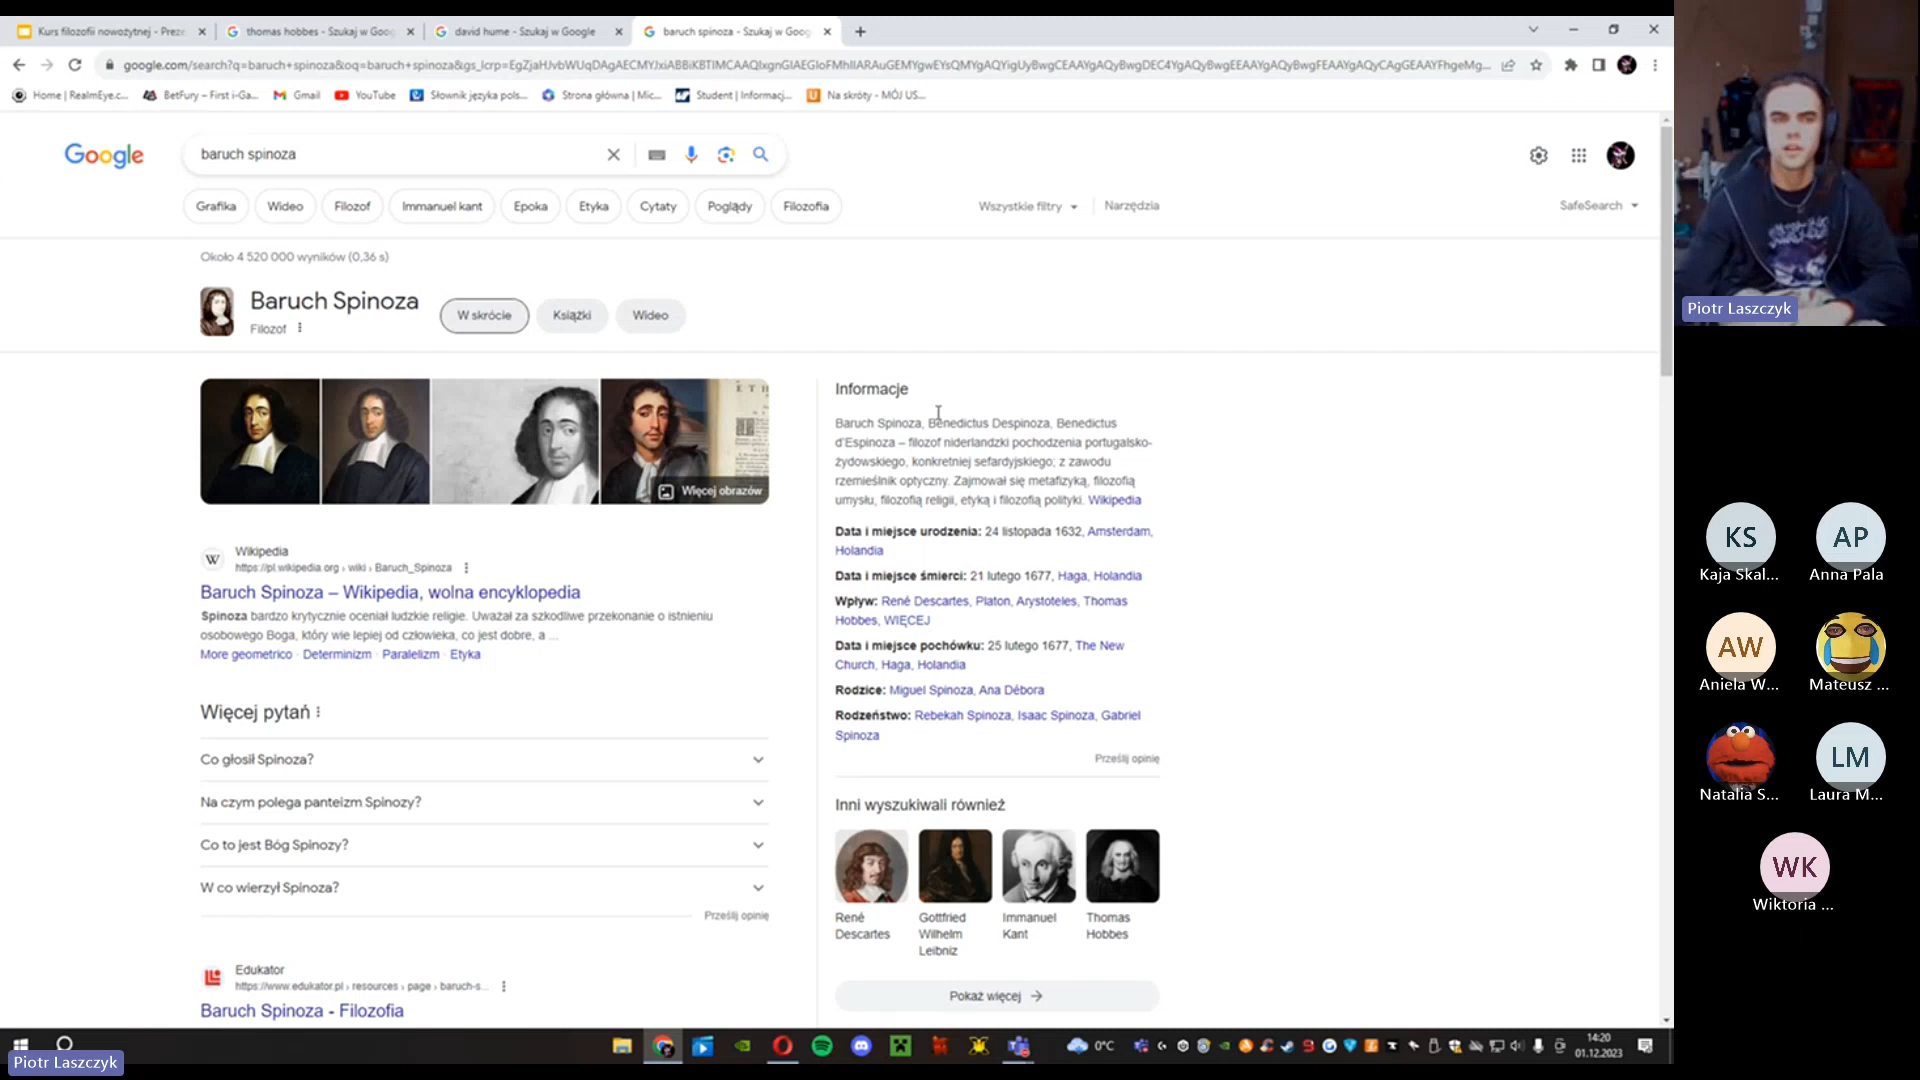 Kurs filozofii nowożytnej - Preze
thomas hobbes - Szukaj w Goog
david hume - Szukaj w Google
baruch spinoza - Szukaj w Goog
Home | RealmEye.c...
BetFury – First i-Ga...
Gmail
YouTube
Słownik języka pols...
Strona główna | Mic...
Student | Informacj...
Na skróty - MÓJ US...
Google
baruch spinoza
Grafika
Wideo
Filozof
Immanuel kant
Epoka
Etyka
Cytaty
Poglądy
Filozofia
Wszystkie filtry
Narzędzia
SafeSearch
Około 4 520 000 wyników (0,36 s)
Baruch Spinoza
Filozof
W skrócie
Książki
Wideo
Więcej obrazów
Wikipedia
https://pl.wikipedia.org › wiki › Baruch_Spinoza
Baruch Spinoza – Wikipedia, wolna encyklopedia
Spinoza bardzo krytycznie oceniał ludzkie religie. Uważał za szkodliwe przekonanie o istnieniu
osobowego Boga, który wie lepiej od człowieka, co jest dobre, a ...
More geometrico · Determinizm · Paralelizm · Etyka
Więcej pytań
Co głosił Spinoza?
Na czym polega panteizm Spinozy?
Co to jest Bóg Spinozy?
W co wierzył Spinoza?
Prześlij opinię
Edukator
https://www.edukator.pl › resources › page › baruch-s...
Baruch Spinoza - Filozofia
Informacje
Baruch Spinoza, Benedictus Despinoza, Benedictus
d'Espinoza – filozof niderlandzki pochodzenia portugalsko-
żydowskiego, konkretniej sefardyjskiego; z zawodu
rzemieślnik optyczny. Zajmował się metafizyką, filozofią
umysłu, filozofią religii, etyką i filozofią polityki. Wikipedia
Data i miejsce urodzenia: 24 listopada 1632, Amsterdam,
Holandia
Data i miejsce śmierci: 21 lutego 1677, Haga, Holandia
Wpływ: René Descartes, Platon, Arystoteles, Thomas
Hobbes, WIĘCEJ
Data i miejsce pochówku: 25 lutego 1677, The New
Church, Haga, Holandia
Rodzice: Miguel Spinoza, Ana Débora
Rodzeństwo: Rebekah Spinoza, Isaac Spinoza, Gabriel
Spinoza
Prześlij opinię
Inni wyszukiwali również
René
Descartes
Gottfried
Wilhelm
Leibniz
Immanuel
Kant
Thomas
Hobbes
Pokaż więcej
Piotr Laszczyk
KS
Kaja Skal...
AP
Anna Pala
AW
Aniela W...
Mateusz ...
Natalia S...
LM
Laura M...
WK
Wiktoria ...
0°C
14:20
01.12.2023
Piotr Laszczyk